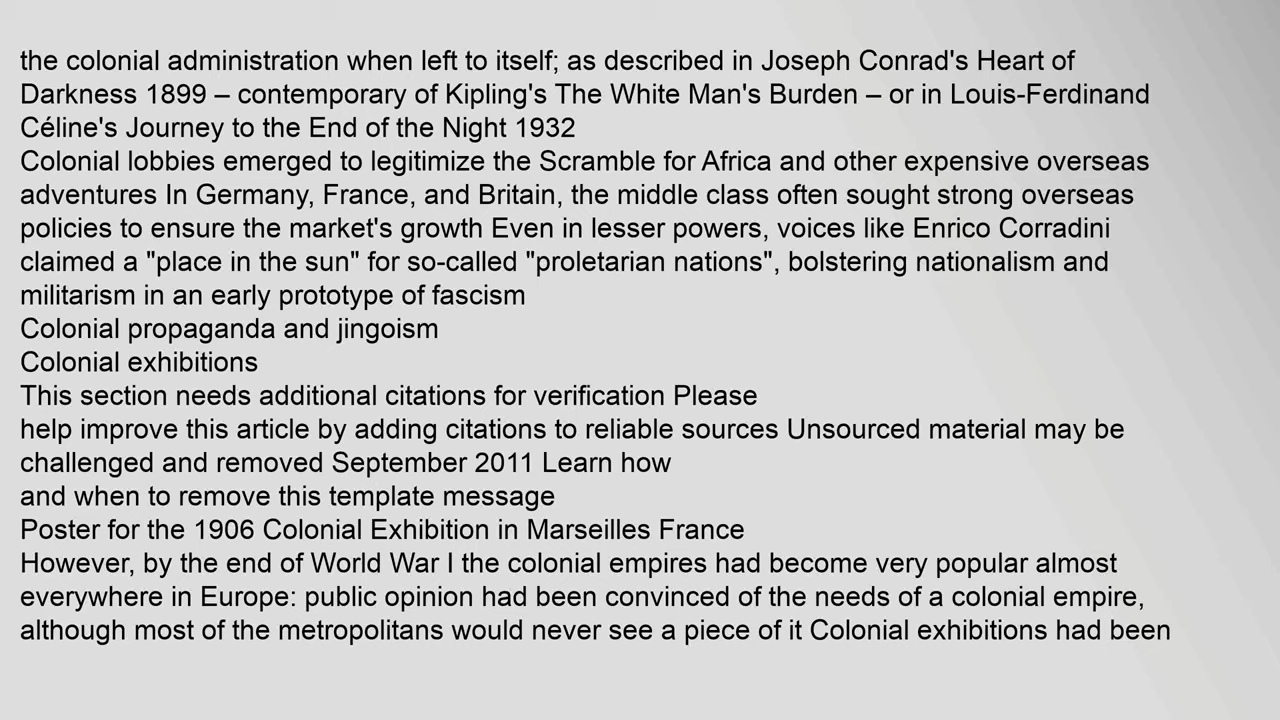 the colonial administration when left to itself; as described in Joseph Conrad's Heart of
Darkness 1899 – contemporary of Kipling's The White Man's Burden – or in Louis-Ferdinand
Céline's Journey to the End of the Night 1932
Colonial lobbies emerged to legitimize the Scramble for Africa and other expensive overseas
adventures In Germany, France, and Britain, the middle class often sought strong overseas
policies to ensure the market's growth Even in lesser powers, voices like Enrico Corradini
claimed a "place in the sun" for so-called "proletarian nations", bolstering nationalism and
militarism in an early prototype of fascism
Colonial propaganda and jingoism
Colonial exhibitions
This section needs additional citations for verification Please
help improve this article by adding citations to reliable sources Unsourced material may be
challenged and removed September 2011 Learn how
and when to remove this template message
Poster for the 1906 Colonial Exhibition in Marseilles France
However, by the end of World War I the colonial empires had become very popular almost
everywhere in Europe: public opinion had been convinced of the needs of a colonial empire,
although most of the metropolitans would never see a piece of it Colonial exhibitions had been